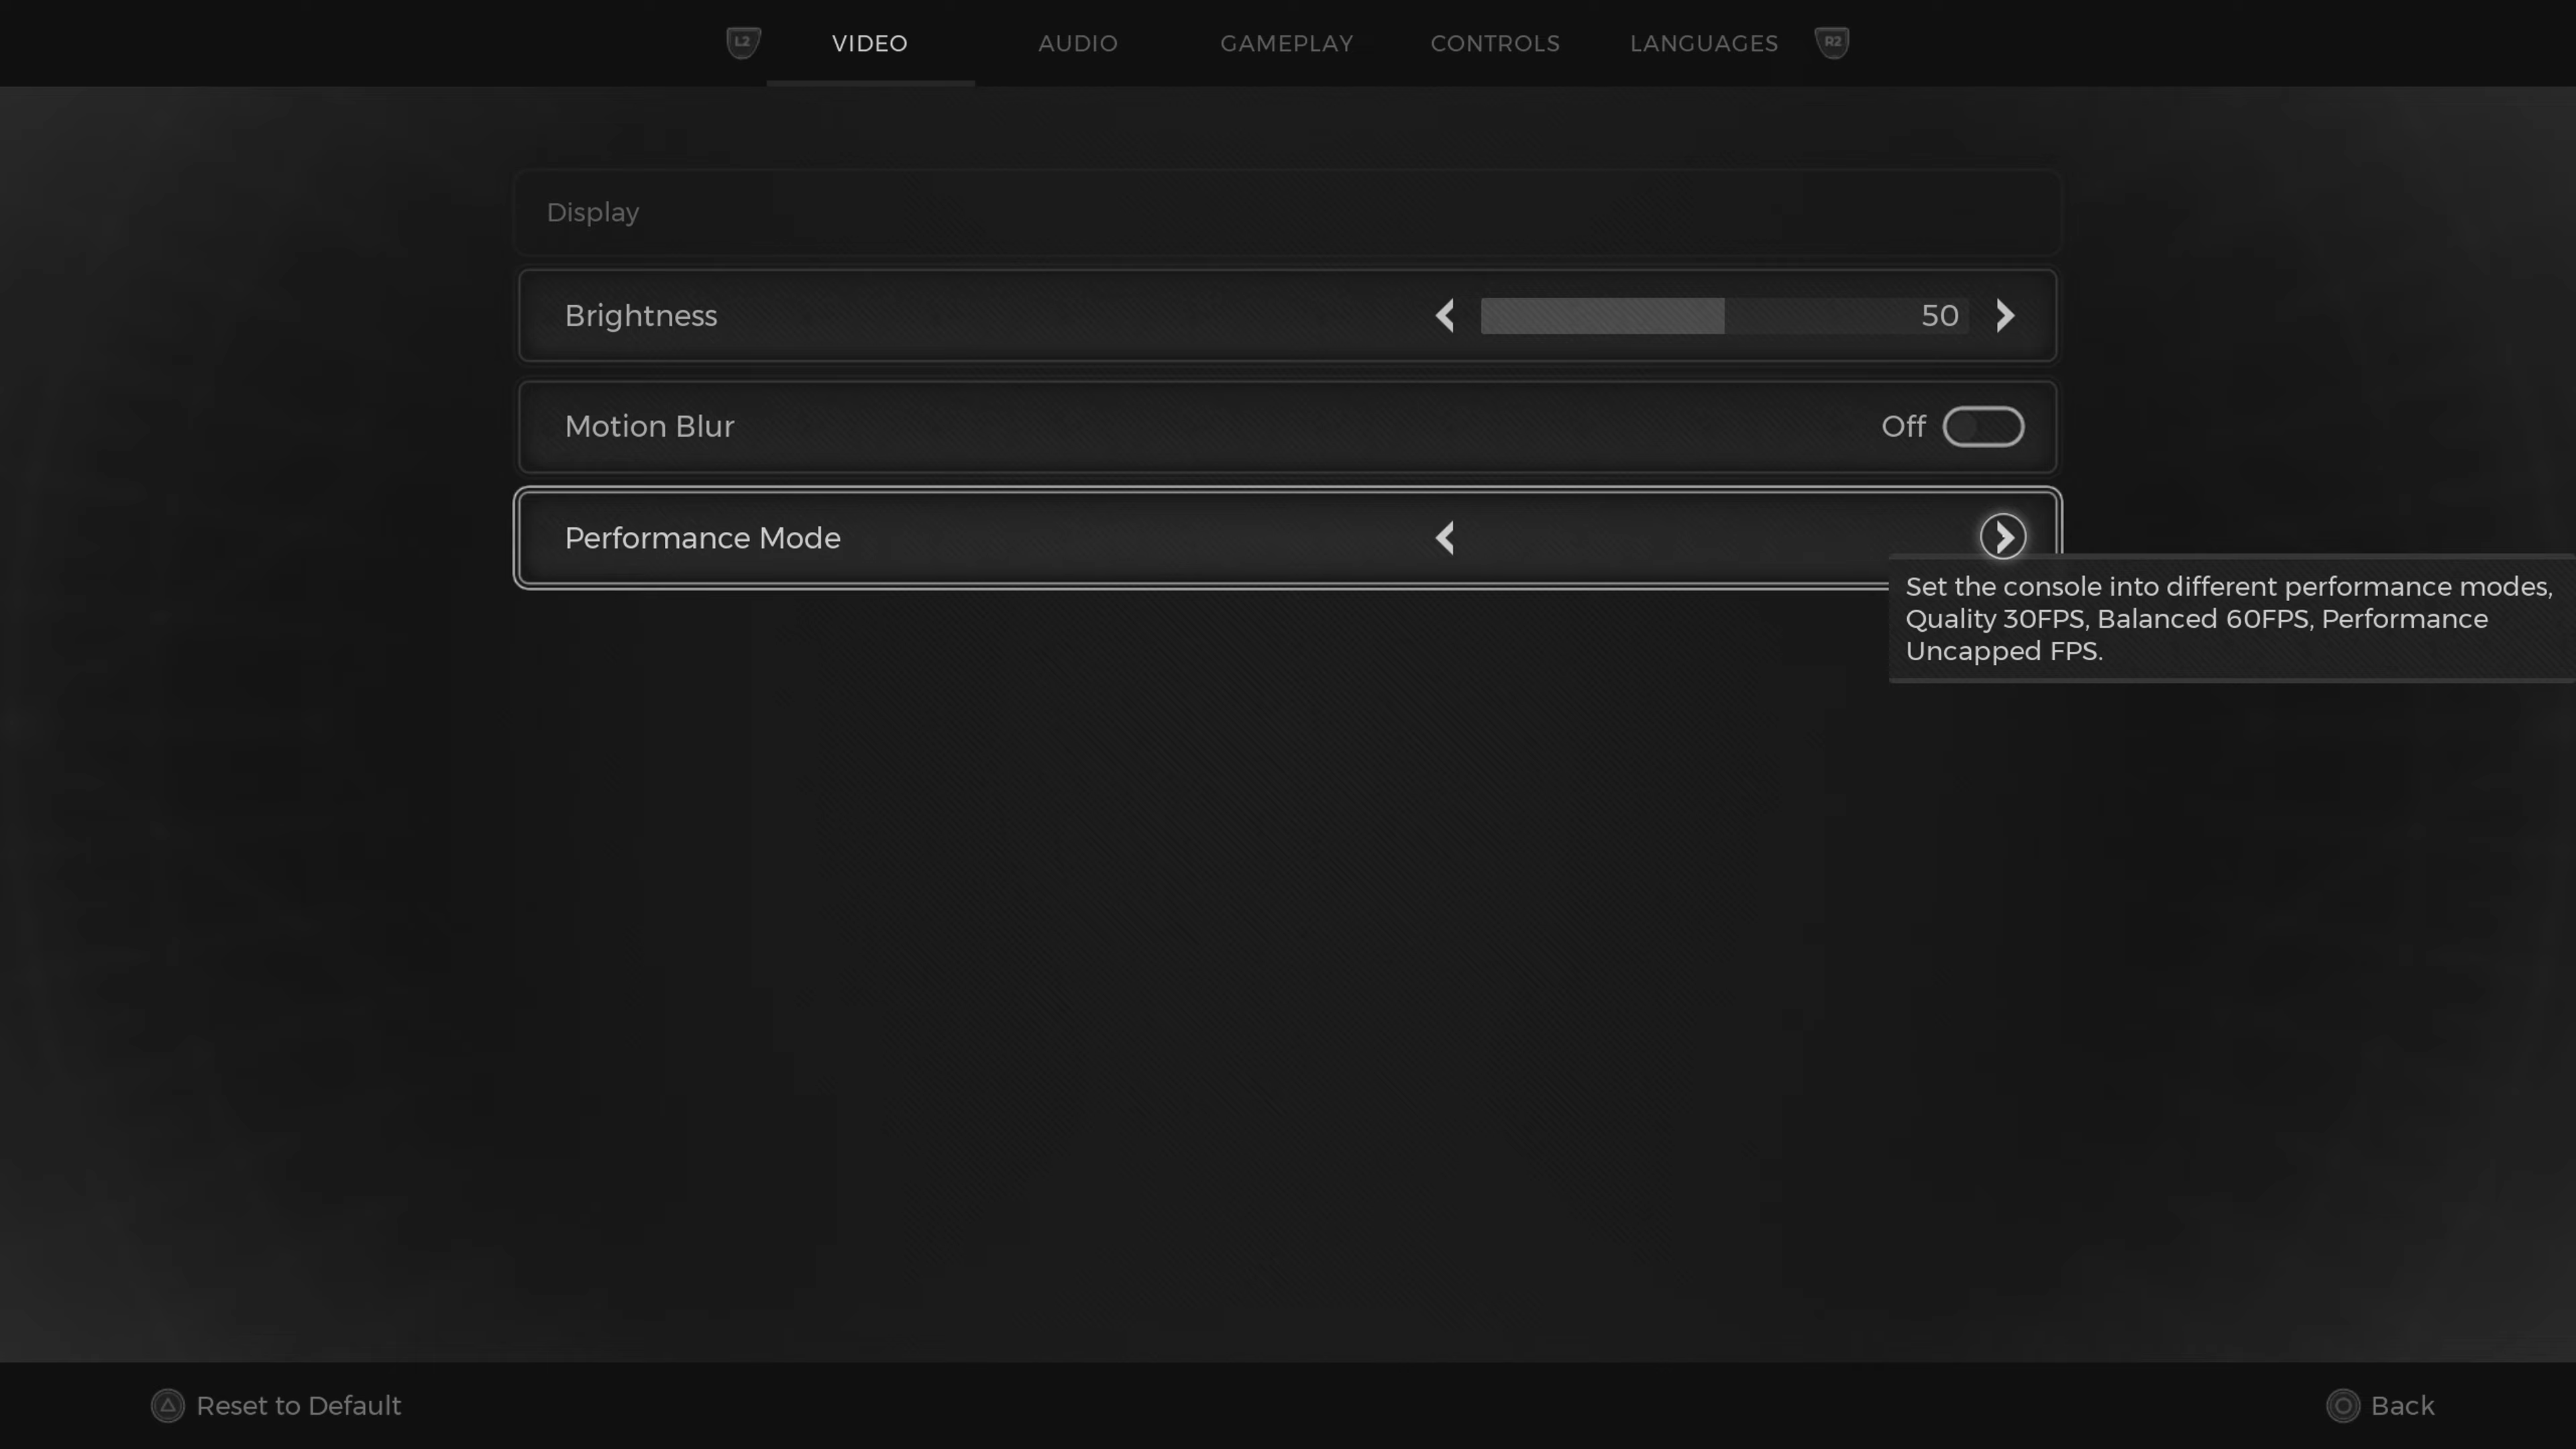 L2 VIDEO AUDIO GAMEPLAY CONTROLS LANGUAGES R2
Display
Brightness 50
Motion Blur Off
Performance Mode
Set the console into different performance modes,
Quality 30FPS, Balanced 60FPS, Performance
Uncapped FPS.
Reset to Default Back